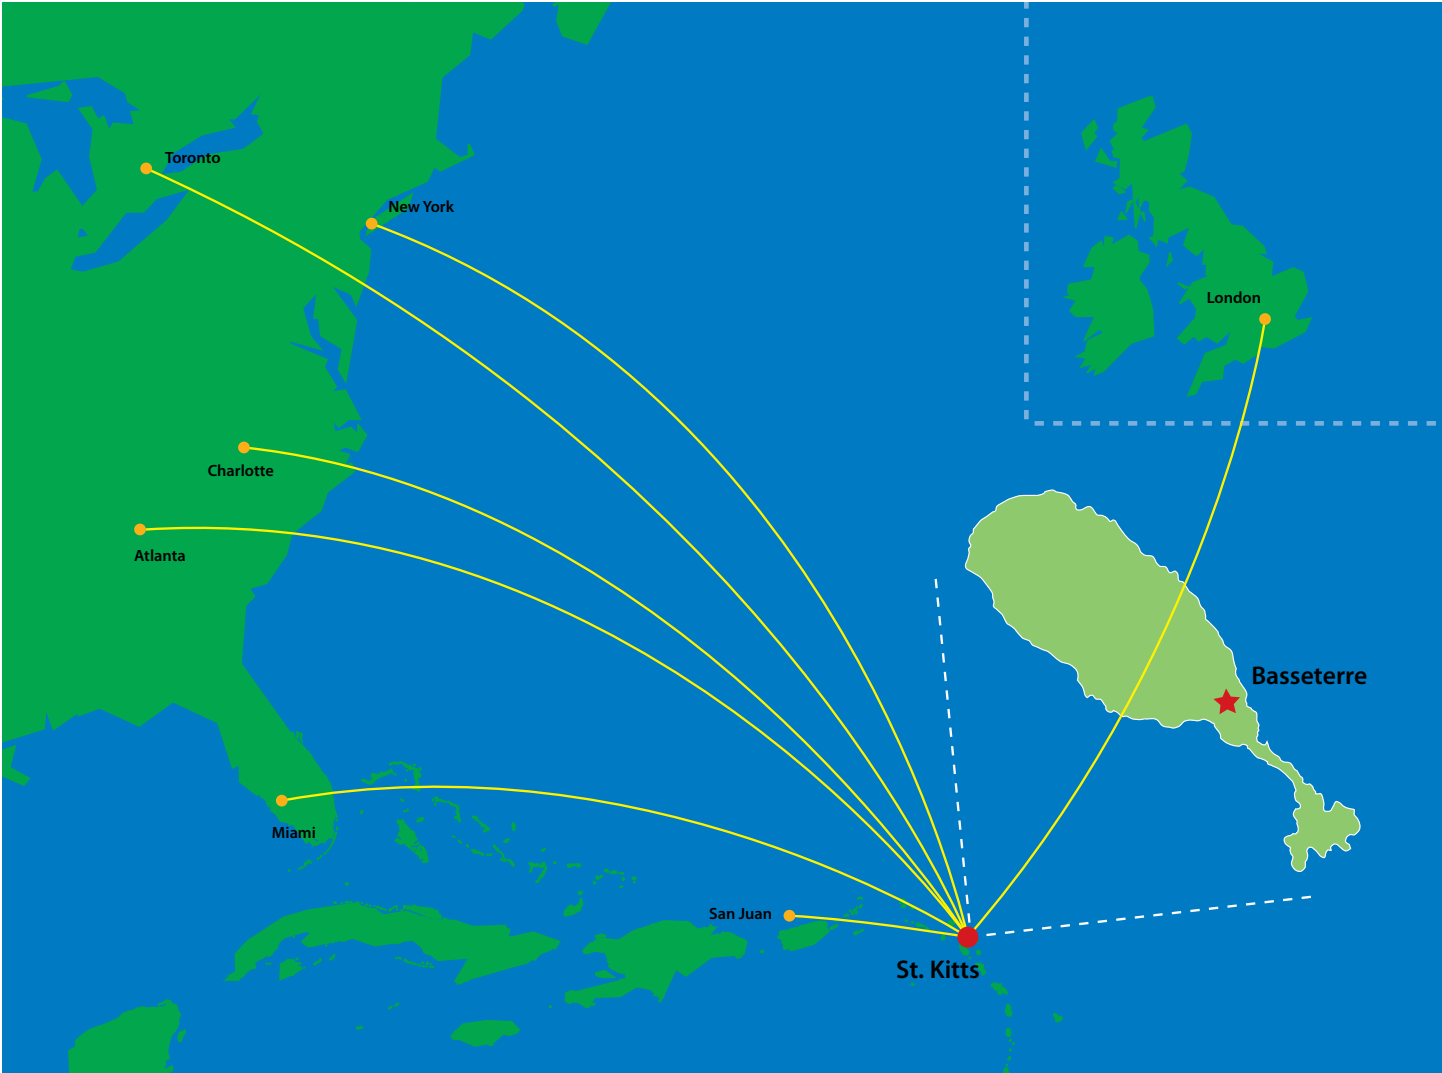 Toronto
New York
London
Charlotte
Atlanta
Basseterre
Miami
San Juan
St. Kitts